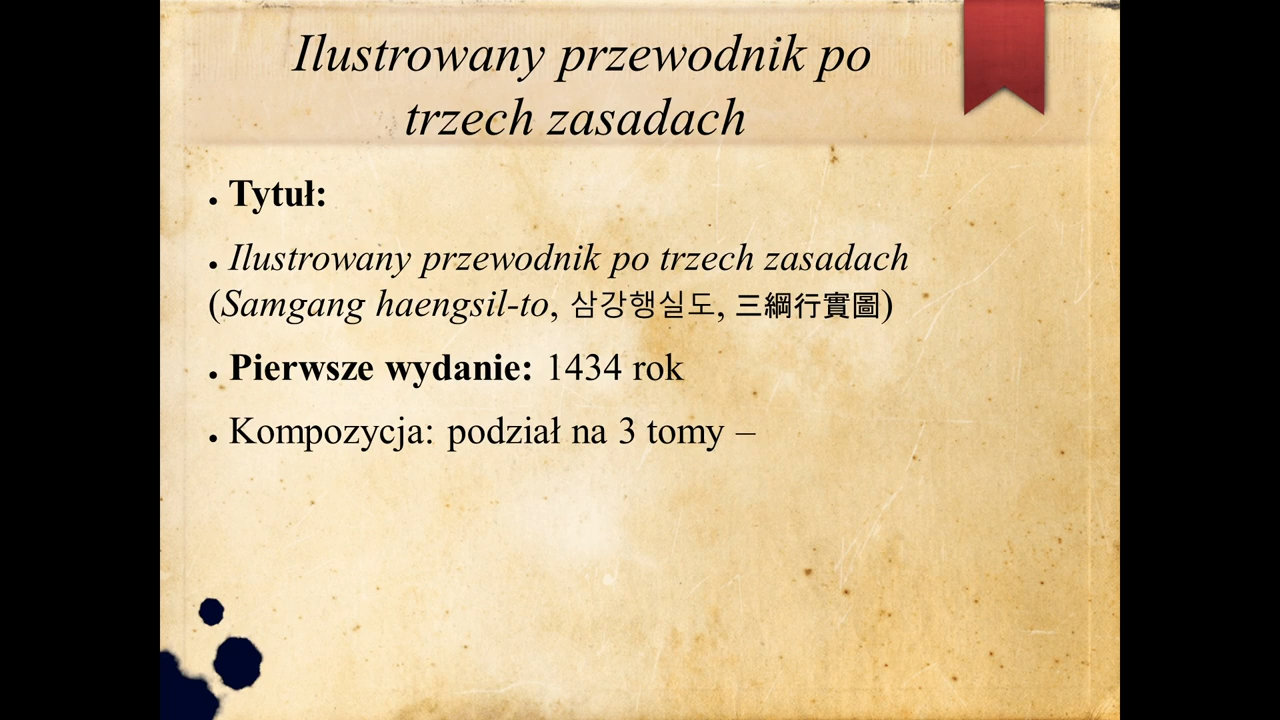 Ilustrowany przewodnik po
trzech zasadach
● Tytuł:
● Ilustrowany przewodnik po trzech zasadach
(Samgang haengsil-to, 삼강행실도, 三綱行實圖)
● Pierwsze wydanie: 1434 rok
● Kompozycja: podział na 3 tomy –